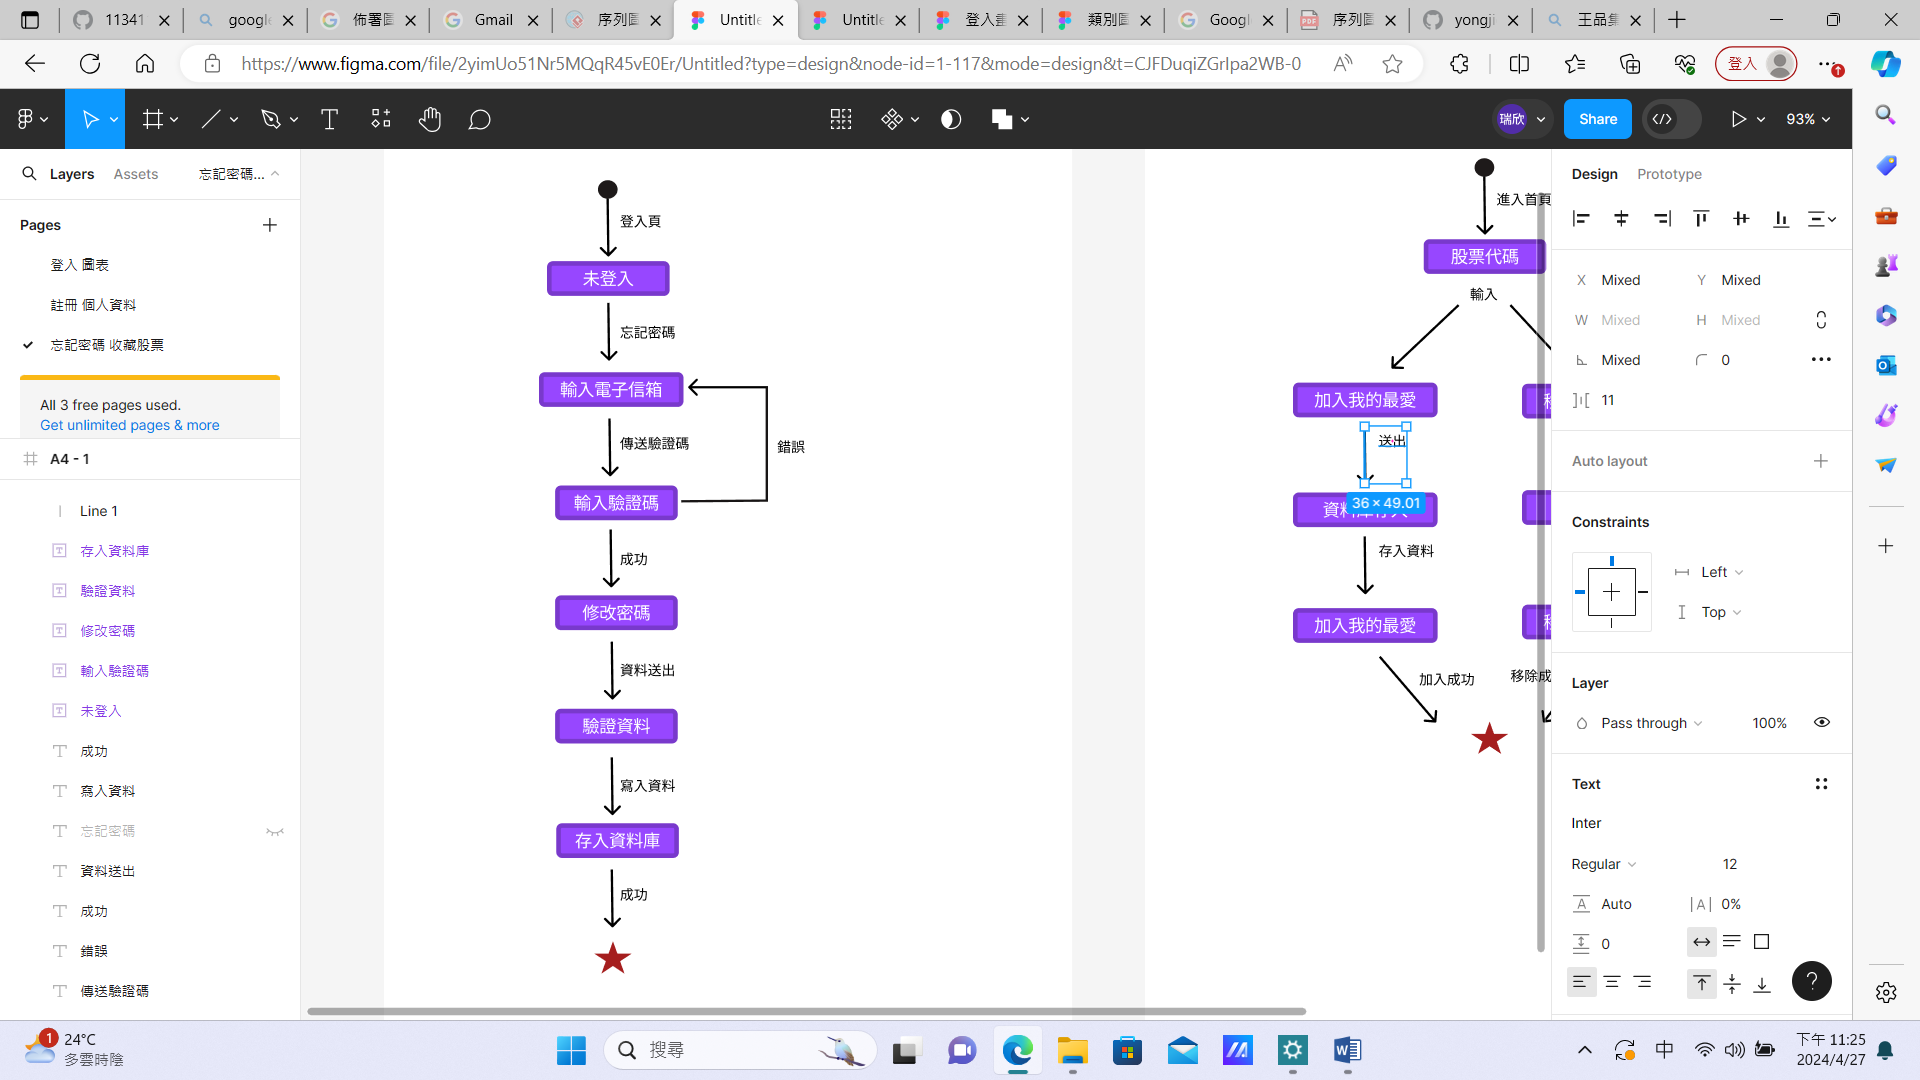 11341
google
佈署圖
Gmail
序列圖
Untitle
Untitle
登入畫
類別圖
Googl
序列圖
yongji
王品集
https://www.figma.com/file/2yimUo51Nr5MQqR45vE0Er/Untitled?type=design&node-id=1-117&mode=design&t=CJFDuqiZGrIpa2WB-0
登入
瑞欣
Share
93%
Layers
Assets
忘記密碼...
Pages
登入 圖表
註冊 個人資料
忘記密碼 收藏股票
All 3 free pages used.
Get unlimited pages & more
A4 - 1
Line 1
存入資料庫
驗證資料
修改密碼
輸入驗證碼
未登入
成功
寫入資料
忘記密碼
資料送出
成功
錯誤
傳送驗證碼
登入頁
未登入
忘記密碼
輸入電子信箱
傳送驗證碼
錯誤
輸入驗證碼
成功
修改密碼
資料送出
驗證資料
寫入資料
存入資料庫
成功
進入首頁
股票代碼
輸入
加入我的最愛
送出
36 × 49.01
存入資料
加入我的最愛
加入成功
移除成
Design
Prototype
X Mixed
Y Mixed
W Mixed
H Mixed
Mixed
0
11
Auto layout
Constraints
Left
Top
Layer
Pass through
100%
Text
Inter
Regular
12
Auto
0%
0
?
1
24°C
多雲時陰
搜尋
中
下午 11:25
2024/4/27